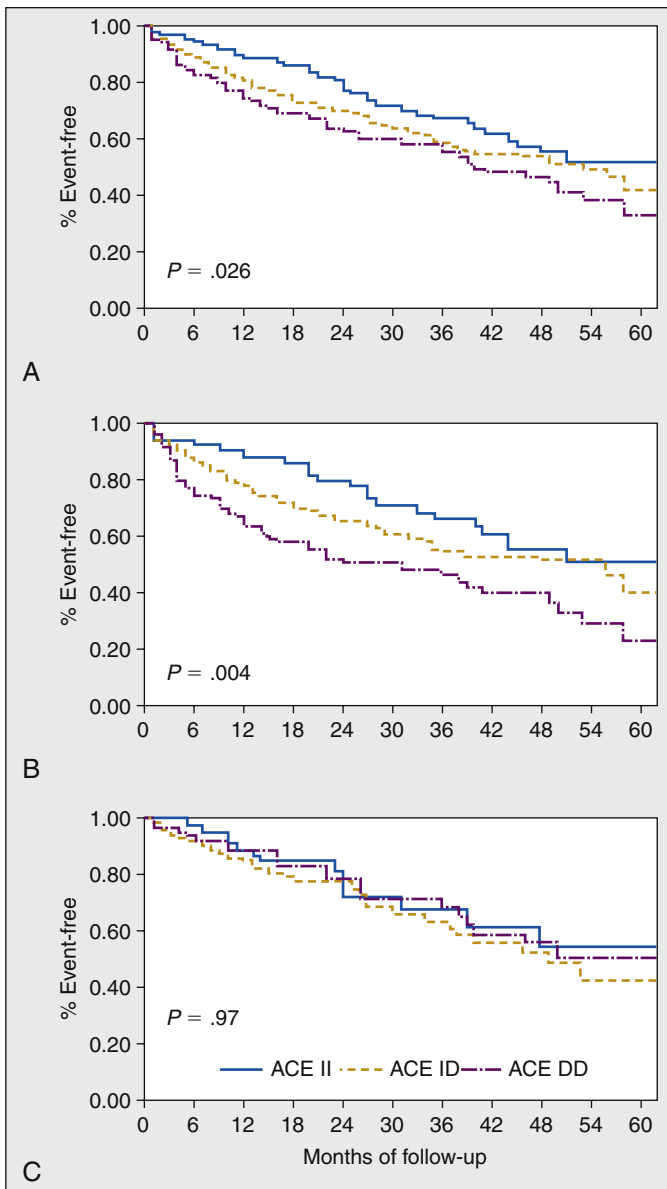 % Event-free
1.00
0.80
0.60
0.40
0.20
0.00
P = .026
0 6 12 18 24 30 36 42 48 54 60
A
% Event-free
1.00
0.80
0.60
0.40
0.20
0.00
P = .004
0 6 12 18 24 30 36 42 48 54 60
B
% Event-free
1.00
0.80
0.60
0.40
0.20
0.00
P = .97
ACE II ACE ID ACE DD
0 6 12 18 24 30 36 42 48 54 60
Months of follow-up
C